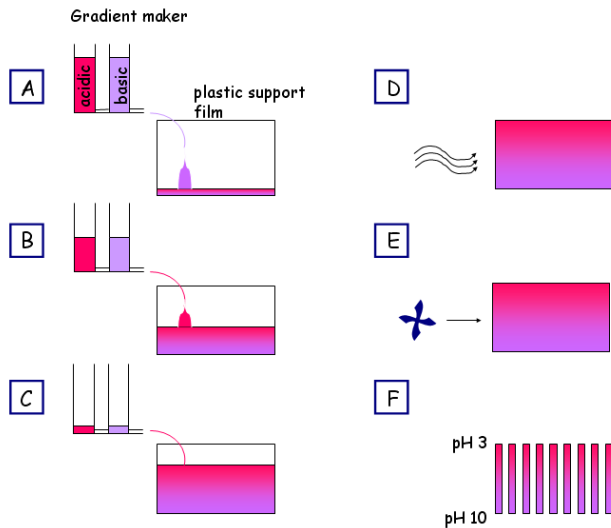 Gradient maker
A
acidic
basic
plastic support
film
B
C
D
E
F
pH 3
pH 10